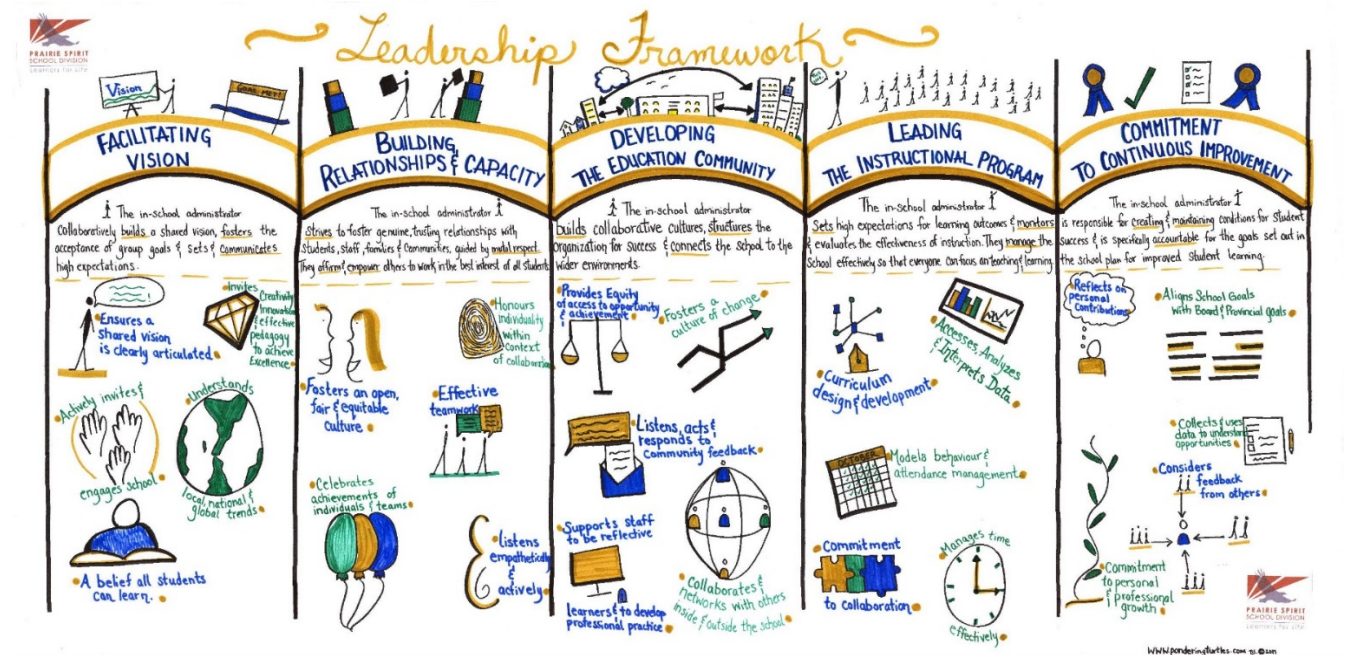 PRAIRIE SPIRIT
SCHOOL DIVISION
Learners for Life
Leadership Framework
Vision
GOAL MET!
FACILITATING
VISION
The in-school administrator
Collaboratively builds a shared vision, fosters the
acceptance of group goals & sets & communicates
high expectations.
Ensures a
shared vision
is clearly articulated.
Invites
Creativity
Innovation
& effective
pedagogy
to achieve
Excellence.
Actively invites &
engages school
Understands
local, national &
global trends.
A belief all students
can learn.
BUILDING
RELATIONSHIPS & CAPACITY
The in-school administrator
Strives to foster genuine, trusting relationships with
Students, staff, families & Communities, guided by mutal respect.
They affirm & empower others to work in the best interest of all students
Fosters an open,
fair & equitable
culture.
Honours
individuality
within
Context
of collaboration
Effective
teamwork
Celebrates
achievements of
individuals & teams.
Listens
empathetically
&
actively.
DEVELOPING
THE EDUCATION COMMUNITY
The in-school administrator
builds collaborative cultures, structures the
organization for Success & connects the school to the
wider environments.
Provides Equity
of access to opportunity
& achievement
Fosters a
culture of change.
Listens, acts &
responds to
community feedback.
Supports staff
to be reflective
learners & to develop
professional practice
Collaborates &
networks with others
inside & outside the school
LEADING
THE INSTRUCTIONAL PROGRAM
The in-school administrator
Sets high expectations for learning outcomes & monitors
& evaluates the effectiveness of instruction. They manage the
School effectively so that everyone can focus on teaching & learning.
Curriculum
design & development
Accesses, Analyzes
& Interprets Data.
OCTOBER
Models behaviour &
attendance management
Commitment
to collaboration
Manages time
effectively
COMMITMENT
TO CONTINUOUS IMPROVEMENT
The in-school administrator
is responsible for creating & maintaining conditions for Student
Success & is specifically accountable for the goals set out in
the school plan for improved Student learning.
Reflects on
personal
Contributions
Aligns School Goals
With Board & Provincial goals
Collects & uses
data to understand
opportunities
Considers
feedback
from others
Commitment
to personal
& professional
growth
PRAIRIE SPIRIT
SCHOOL DIVISION
Learners for Life
www.ponderingturtles.com